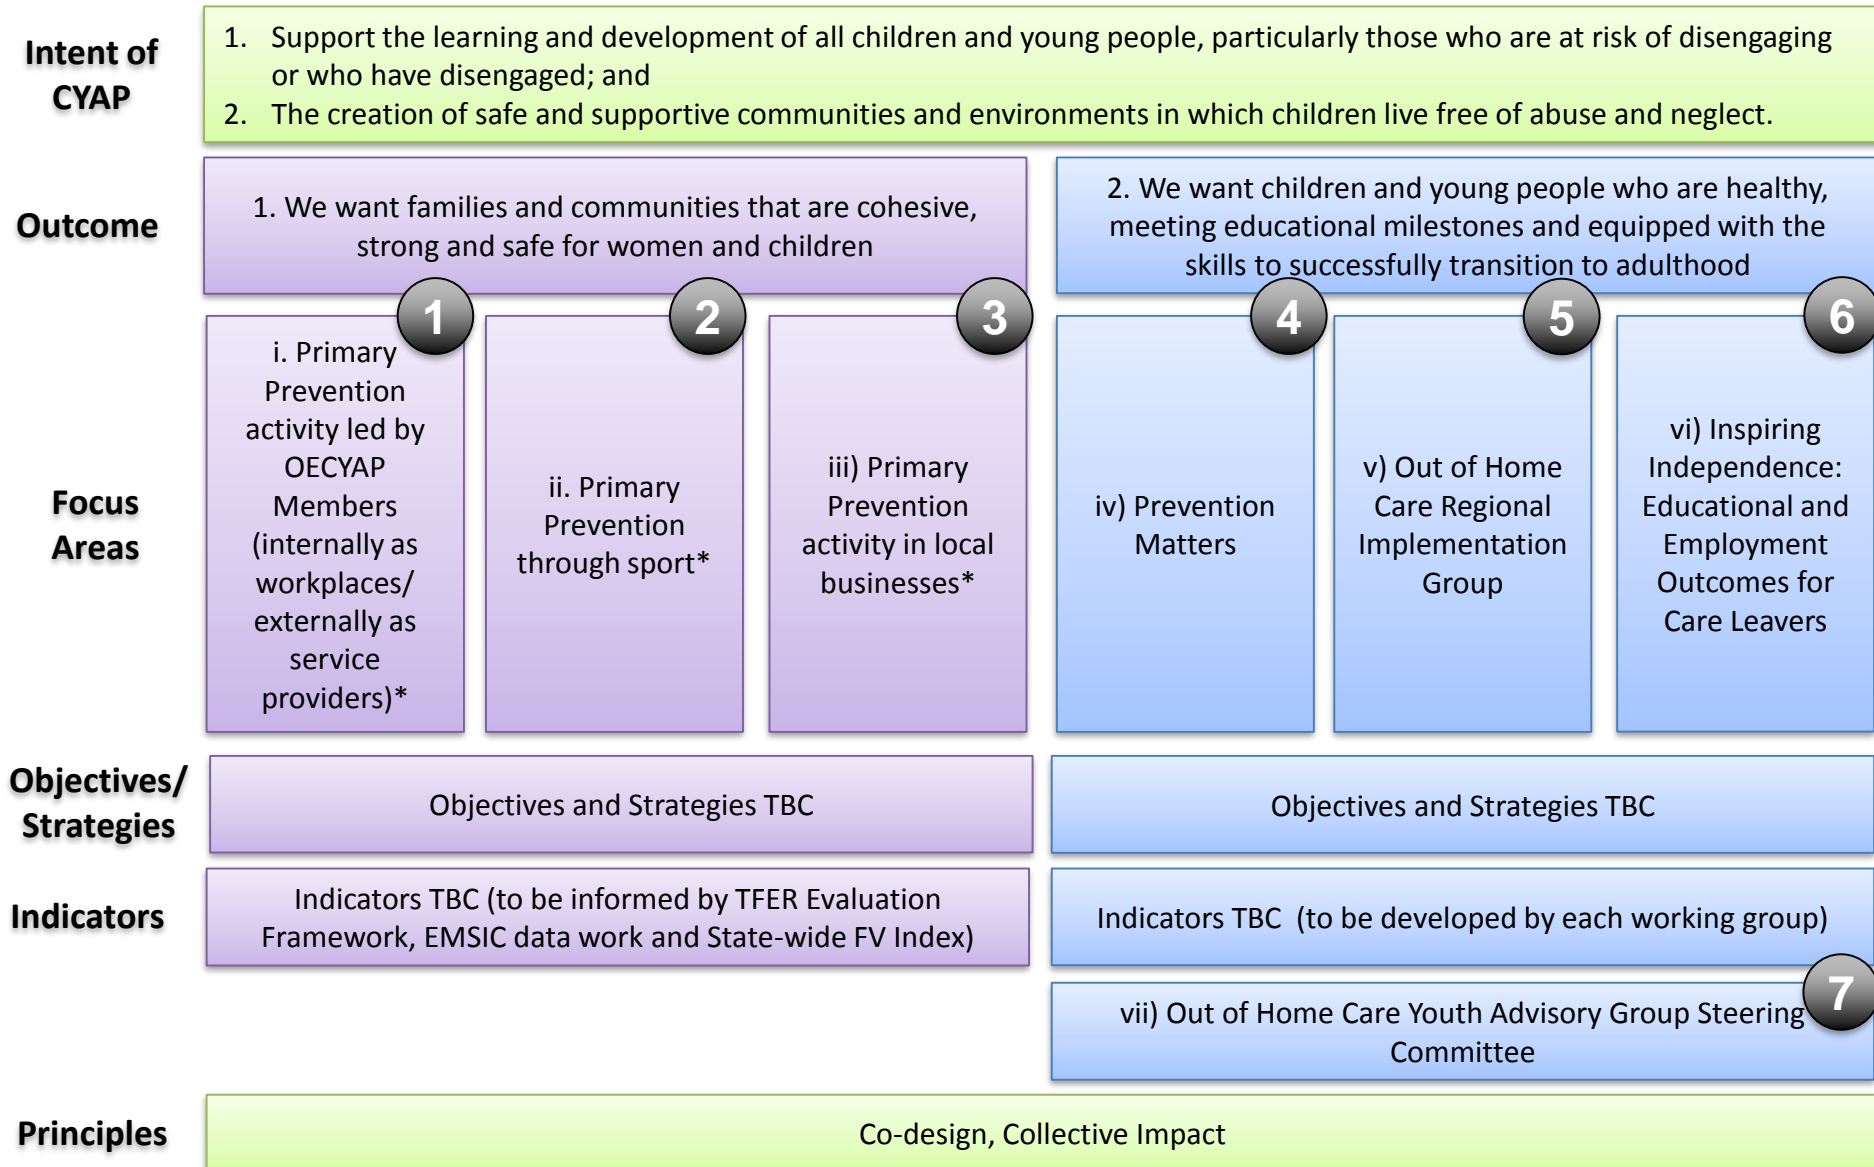 Intent of
CYAP
1. Support the learning and development of all children and young people, particularly those who are at risk of disengaging
or who have disengaged; and
2. The creation of safe and supportive communities and environments in which children live free of abuse and neglect.
Outcome
1. We want families and communities that are cohesive,
strong and safe for women and children
2. We want children and young people who are healthy,
meeting educational milestones and equipped with the
skills to successfully transition to adulthood
Focus
Areas
1
i. Primary
Prevention
activity led by
OECYAP
Members
(internally as
workplaces/
externally as
service
providers)*
2
ii. Primary
Prevention
through sport*
3
iii) Primary
Prevention
activity in local
businesses*
4
iv) Prevention
Matters
5
v) Out of Home
Care Regional
Implementation
Group
6
vi) Inspiring
Independence:
Educational and
Employment
Outcomes for
Care Leavers
Objectives/
Strategies
Objectives and Strategies TBC
Objectives and Strategies TBC
Indicators
Indicators TBC (to be informed by TFER Evaluation
Framework, EMSIC data work and State-wide FV Index)
Indicators TBC (to be developed by each working group)
7
vii) Out of Home Care Youth Advisory Group Steering
Committee
Principles
Co-design, Collective Impact